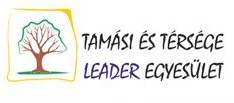 TAMÁSI ÉS TÉRSÉGE
LEADER EGYESÜLET